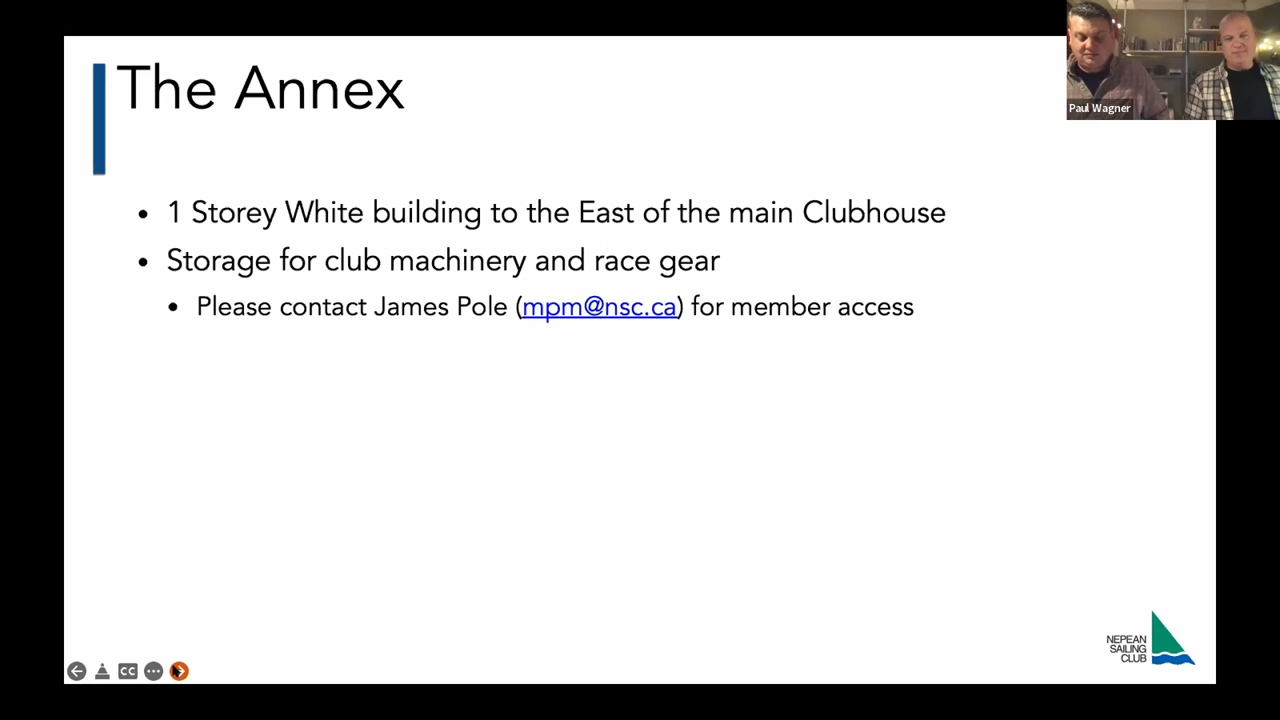 The Annex
Paul Wagner
• 1 Storey White building to the East of the main Clubhouse
• Storage for club machinery and race gear
• Please contact James Pole (mpm@nsc.ca) for member access
NEPEAN
SAILING
CLUB
CC